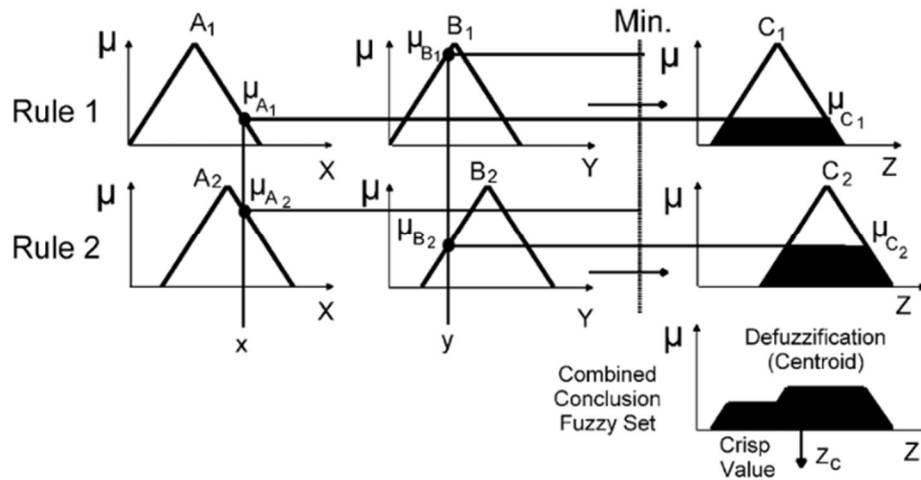 A1 B1 Min. C1
μ μ μB1 μ
Rule 1 μA1 μC1
X Y Z
A2 B2 C2
μ μA2 μ μ
Rule 2 μB2 μC2
X Y Z
x y
μ Defuzzification
(Centroid)
Combined
Conclusion
Fuzzy Set
Z
Crisp
Value
Zc